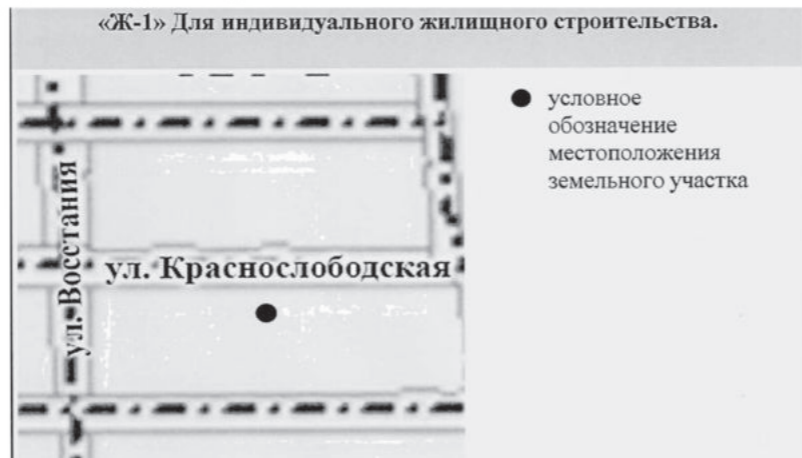 «Ж-1» Для индивидуального жилищного строительства.
условное
обозначение
местоположения
земельного участка
ул. Восстания
ул. Краснослободская